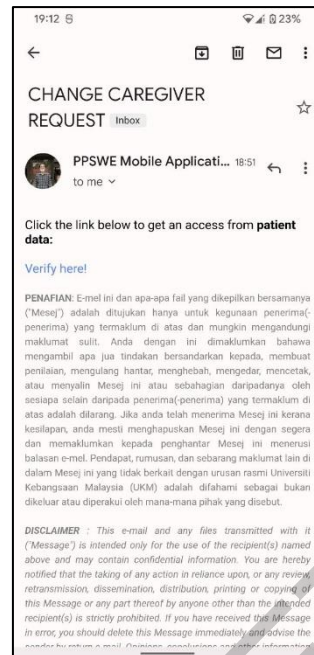 19:12 23%
CHANGE CAREGIVER
REQUEST Inbox
PPSWE Mobile Applicati... 18:51
to me
Click the link below to get an access from patient
data:
Verify here!
PENAFIAN: E-mel ini dan apa-apa fail yang dikepilkan bersamanya
("Mesej") adalah ditujukan hanya untuk kegunaan penerima(-
penerima) yang termaklum di atas dan mungkin mengandungi
maklumat sulit. Anda dengan ini dimaklumkan bahawa
mengambil apa jua tindakan bersandarkan kepada, membuat
penilaian, mengulang hantar, menghebah, mengedar, mencetak,
atau menyalin Mesej ini atau sebahagian daripadanya oleh
sesiapa selain daripada penerima(-penerima) yang termaklum di
atas adalah dilarang. Jika anda telah menerima Mesej ini kerana
kesilapan, anda mesti menghapuskan Mesej ini dengan segera
dan memaklumkan kepada penghantar Mesej ini menerusi
balasan e-mel. Pendapat, rumusan, dan sebarang maklumat lain di
dalam Mesej ini yang tidak berkait dengan urusan rasmi Universiti
Kebangsaan Malaysia (UKM) adalah difahami sebagai bukan
dikeluar atau diperakui oleh mana-mana pihak yang disebut.
DISCLAIMER : This e-mail and any files transmitted with it
("Message") is intended only for the use of the recipient(s) named
above and may contain confidential information. You are hereby
notified that the taking of any action in reliance upon, or any review,
retransmission, dissemination, distribution, printing or copying of
this Message or any part thereof by anyone other than the intended
recipient(s) is strictly prohibited. If you have received this Message
in error, you should delete this Message immediately and advise the
sender by return e-mail. Opinions, conclusions and other information